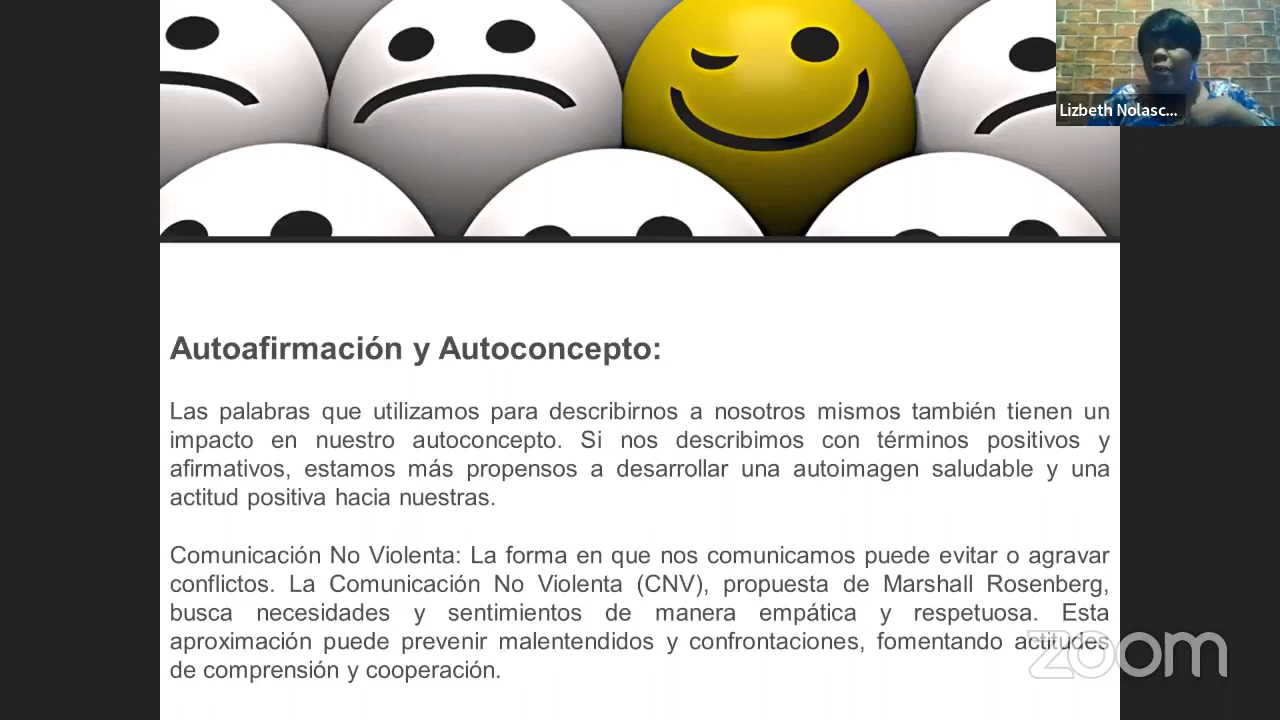 Lizbeth Nolasc...
Autoafirmación y Autoconcepto:
Las palabras que utilizamos para describirnos a nosotros mismos también tienen un
impacto en nuestro autoconcepto. Si nos describimos con términos positivos y
afirmativos, estamos más propensos a desarrollar una autoimagen saludable y una
actitud positiva hacia nuestras.
Comunicación No Violenta: La forma en que nos comunicamos puede evitar o agravar
conflictos. La Comunicación No Violenta (CNV), propuesta de Marshall Rosenberg,
busca necesidades y sentimientos de manera empática y respetuosa. Esta
aproximación puede prevenir malentendidos y confrontaciones, fomentando actitudes
de comprensión y cooperación.
zoom